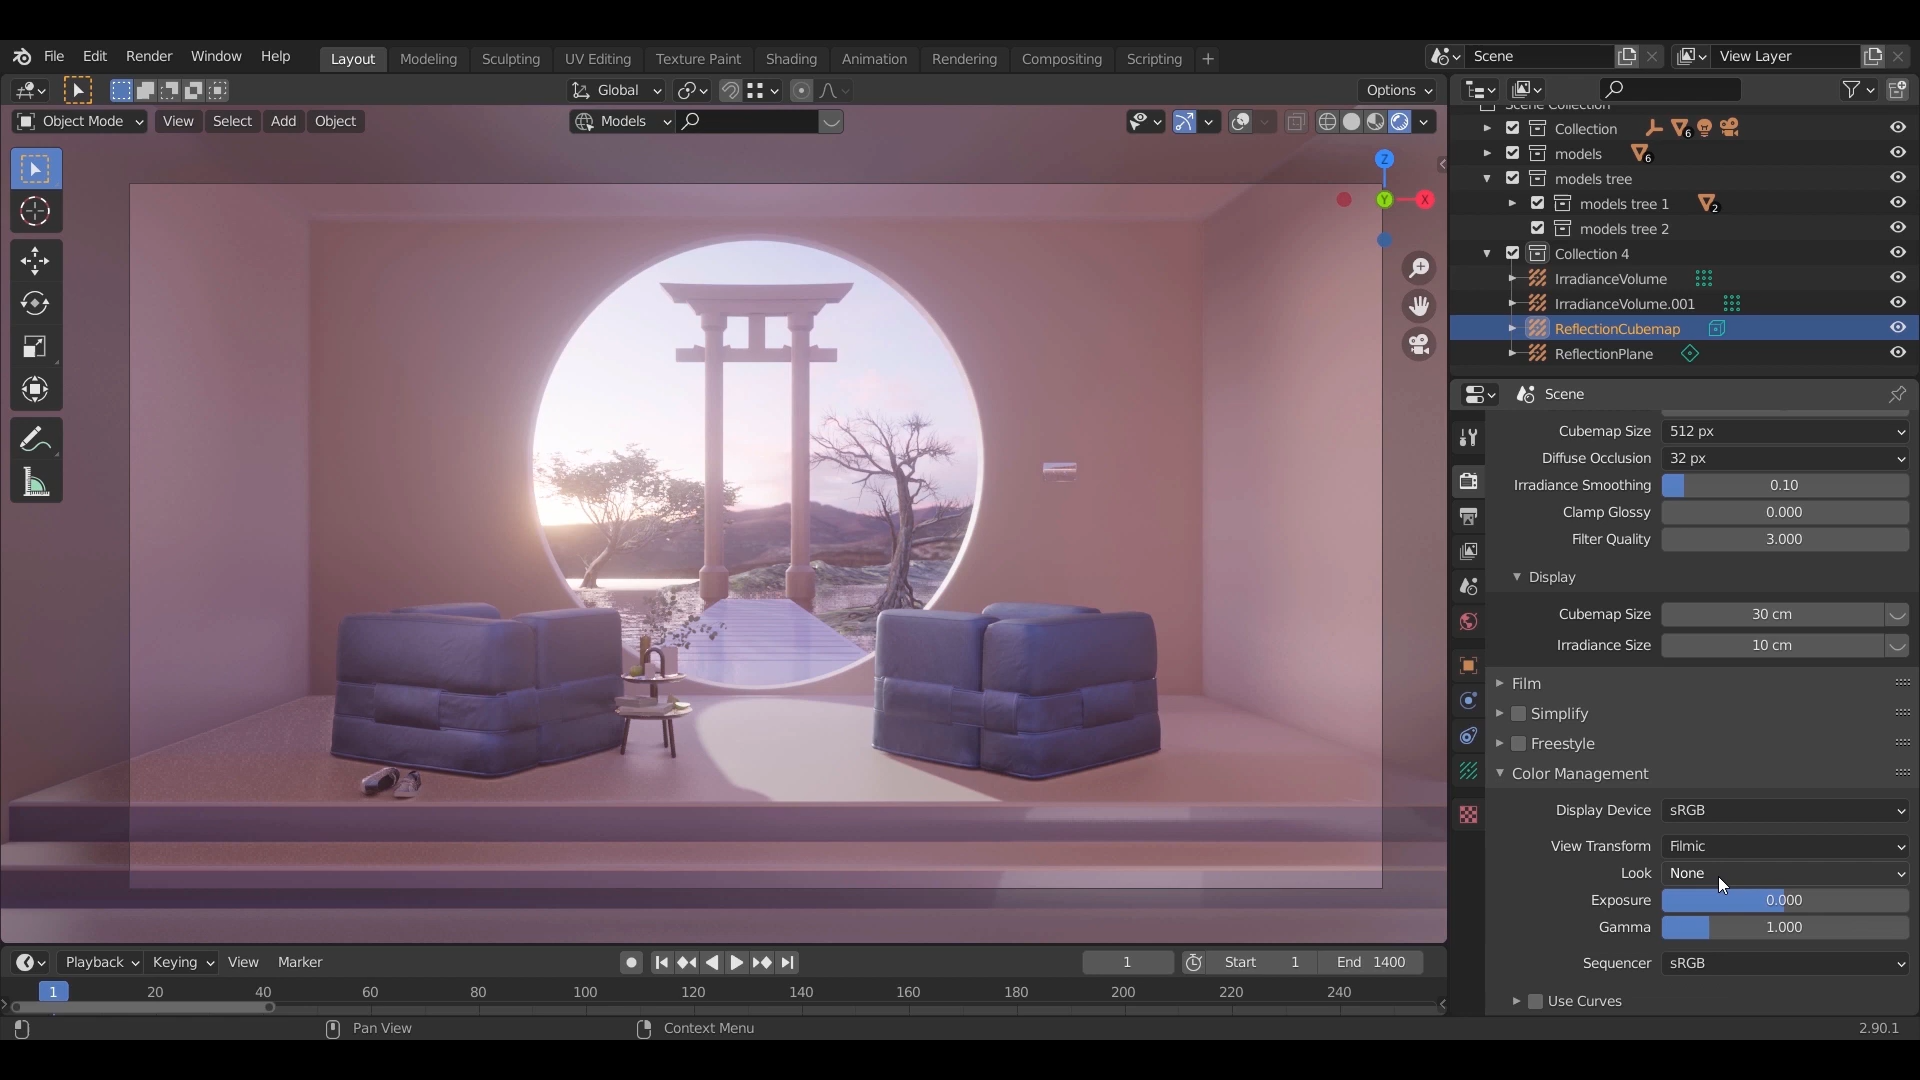 File Edit Render Window Help
Layout Modeling Sculpting UV Editing Texture Paint Shading Animation Rendering Compositing Scripting +
Scene
View Layer
Global
Options
Object Mode View Select Add Object
Models
Z
Y
X
Scene Collection
Collection 6
models 6
models tree
models tree 1 2
models tree 2
Collection 4
IrradianceVolume
IrradianceVolume.001
ReflectionCubemap
ReflectionPlane
Scene
Cubemap Size 512 px
Diffuse Occlusion 32 px
Irradiance Smoothing 0.10
Clamp Glossy 0.000
Filter Quality 3.000
Display
Cubemap Size 30 cm
Irradiance Size 10 cm
Film
Simplify
Freestyle
Color Management
Display Device sRGB
View Transform Filmic
Look None
Exposure 0.000
Gamma 1.000
Sequencer sRGB
Use Curves
Playback Keying View Marker
1 Start 1 End 1400
1 20 40 60 80 100 120 140 160 180 200 220 240
Pan View
Context Menu
2.90.1